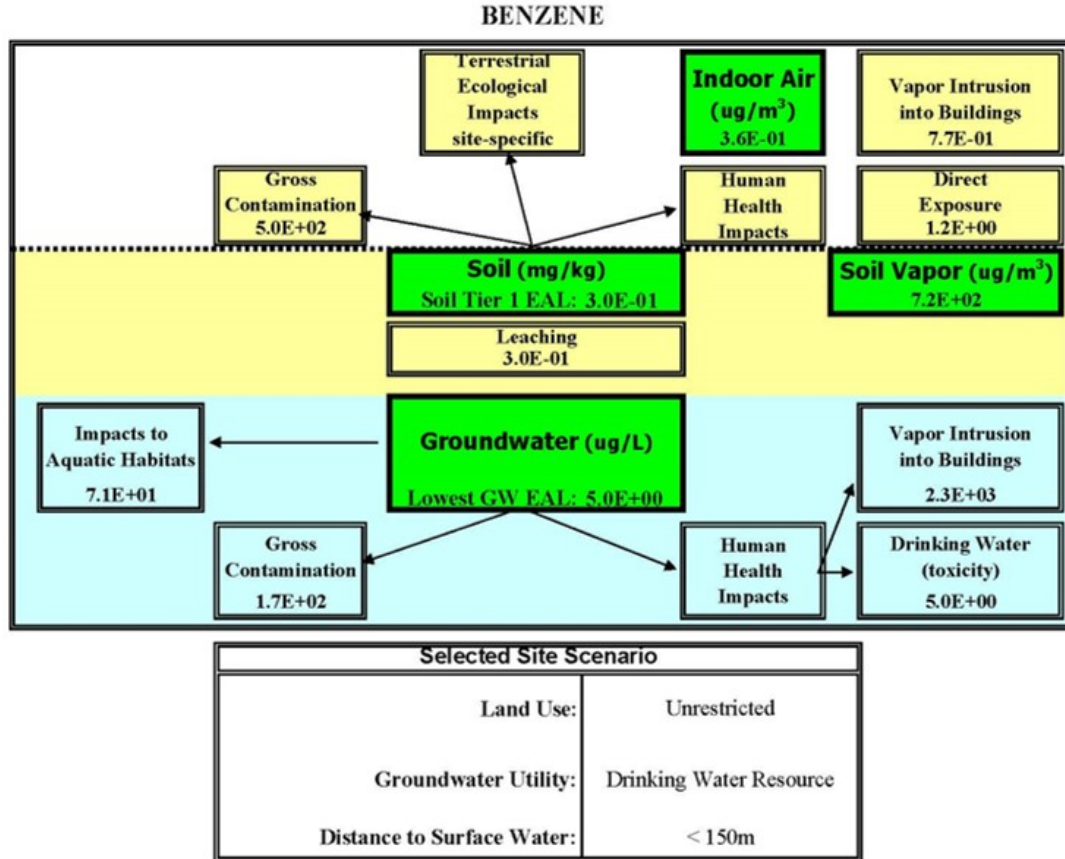 BENZENE
Terrestrial
Ecological
Impacts
site-specific
Indoor Air
(ug/m³)
3.6E-01
Vapor Intrusion
into Buildings
7.7E-01
Gross
Contamination
5.0E+02
Human
Health
Impacts
Direct
Exposure
1.2E+00
Soil (mg/kg)
Soil Tier 1 EAL: 3.0E-01
Soil Vapor (ug/m³)
7.2E+02
Leaching
3.0E-01
Impacts to
Aquatic Habitats
7.1E+01
Groundwater (ug/L)
Lowest GW EAL: 5.0E+00
Vapor Intrusion
into Buildings
2.3E+03
Gross
Contamination
1.7E+02
Human
Health
Impacts
Drinking Water
(toxicity)
5.0E+00
Selected Site Scenario
Land Use: Unrestricted
Groundwater Utility: Drinking Water Resource
Distance to Surface Water: < 150m